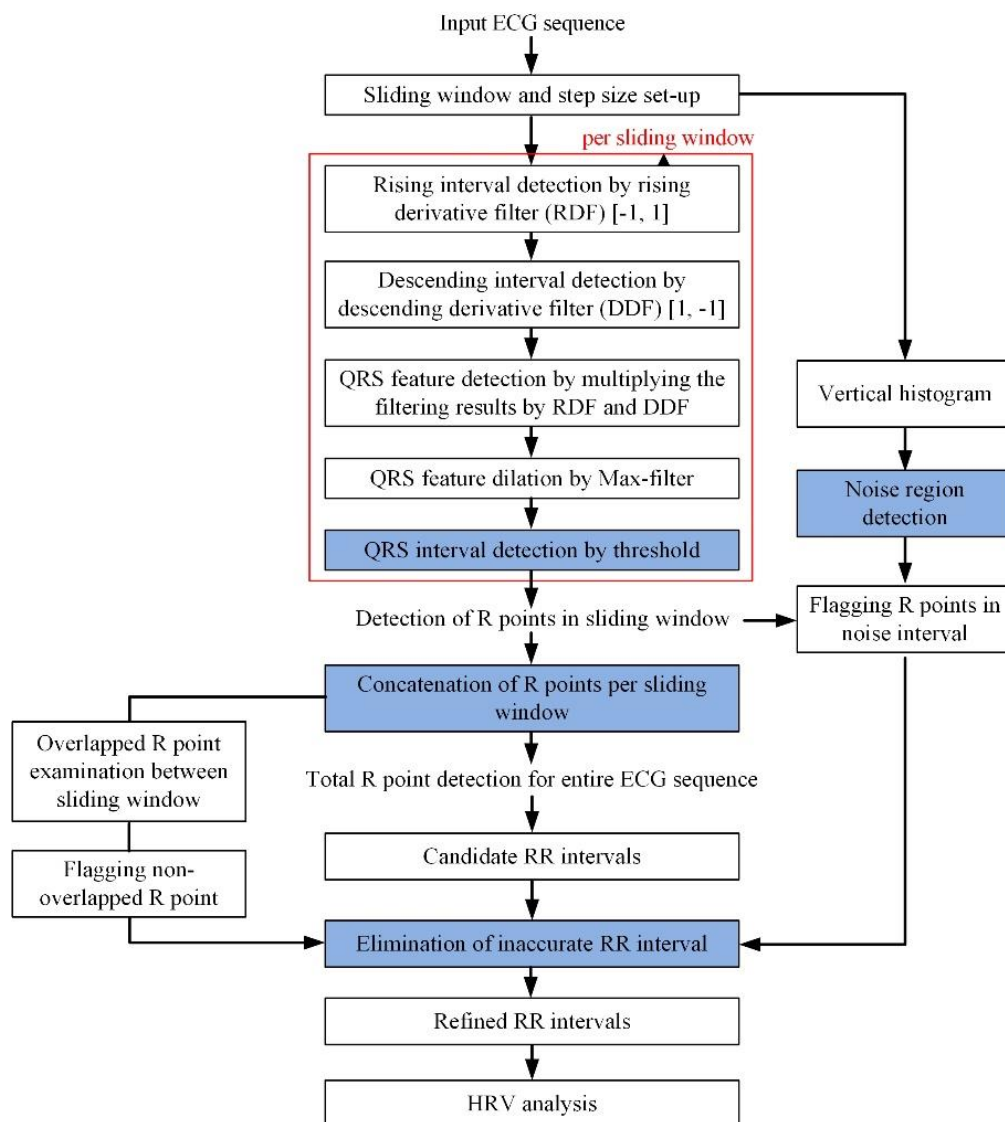 Input ECG sequence
Sliding window and step size set-up
per sliding window
Rising interval detection by rising
derivative filter (RDF) [-1, 1]
Descending interval detection by
descending derivative filter (DDF) [1, -1]
QRS feature detection by multiplying the
filtering results by RDF and DDF
QRS feature dilation by Max-filter
QRS interval detection by threshold
Vertical histogram
Noise region
detection
Detection of R points in sliding window
Flagging R points in
noise interval
Concatenation of R points per sliding
window
Overlapped R point
examination between
sliding window
Flagging non-
overlapped R point
Total R point detection for entire ECG sequence
Candidate RR intervals
Elimination of inaccurate RR interval
Refined RR intervals
HRV analysis